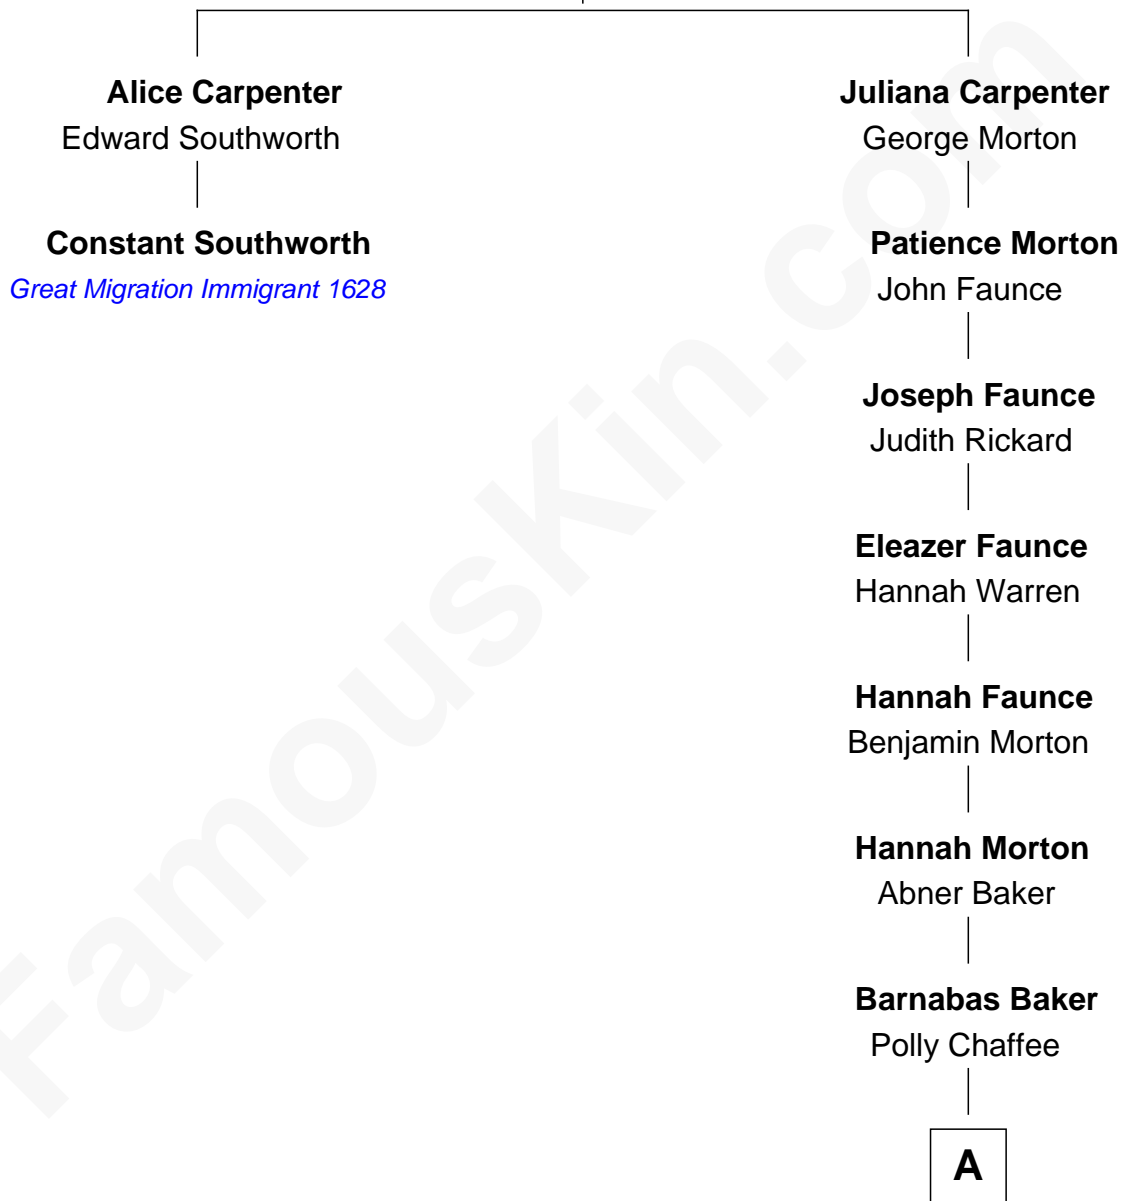 Alice Carpenter
Edward Southworth
Constant Southworth
Great Migration Immigrant 1628
Juliana Carpenter
George Morton
Patience Morton
John Faunce
Joseph Faunce
Judith Rickard
Eleazer Faunce
Hannah Warren
Hannah Faunce
Benjamin Morton
Hannah Morton
Abner Baker
Barnabas Baker
Polly Chaffee
A
FamousKin.com